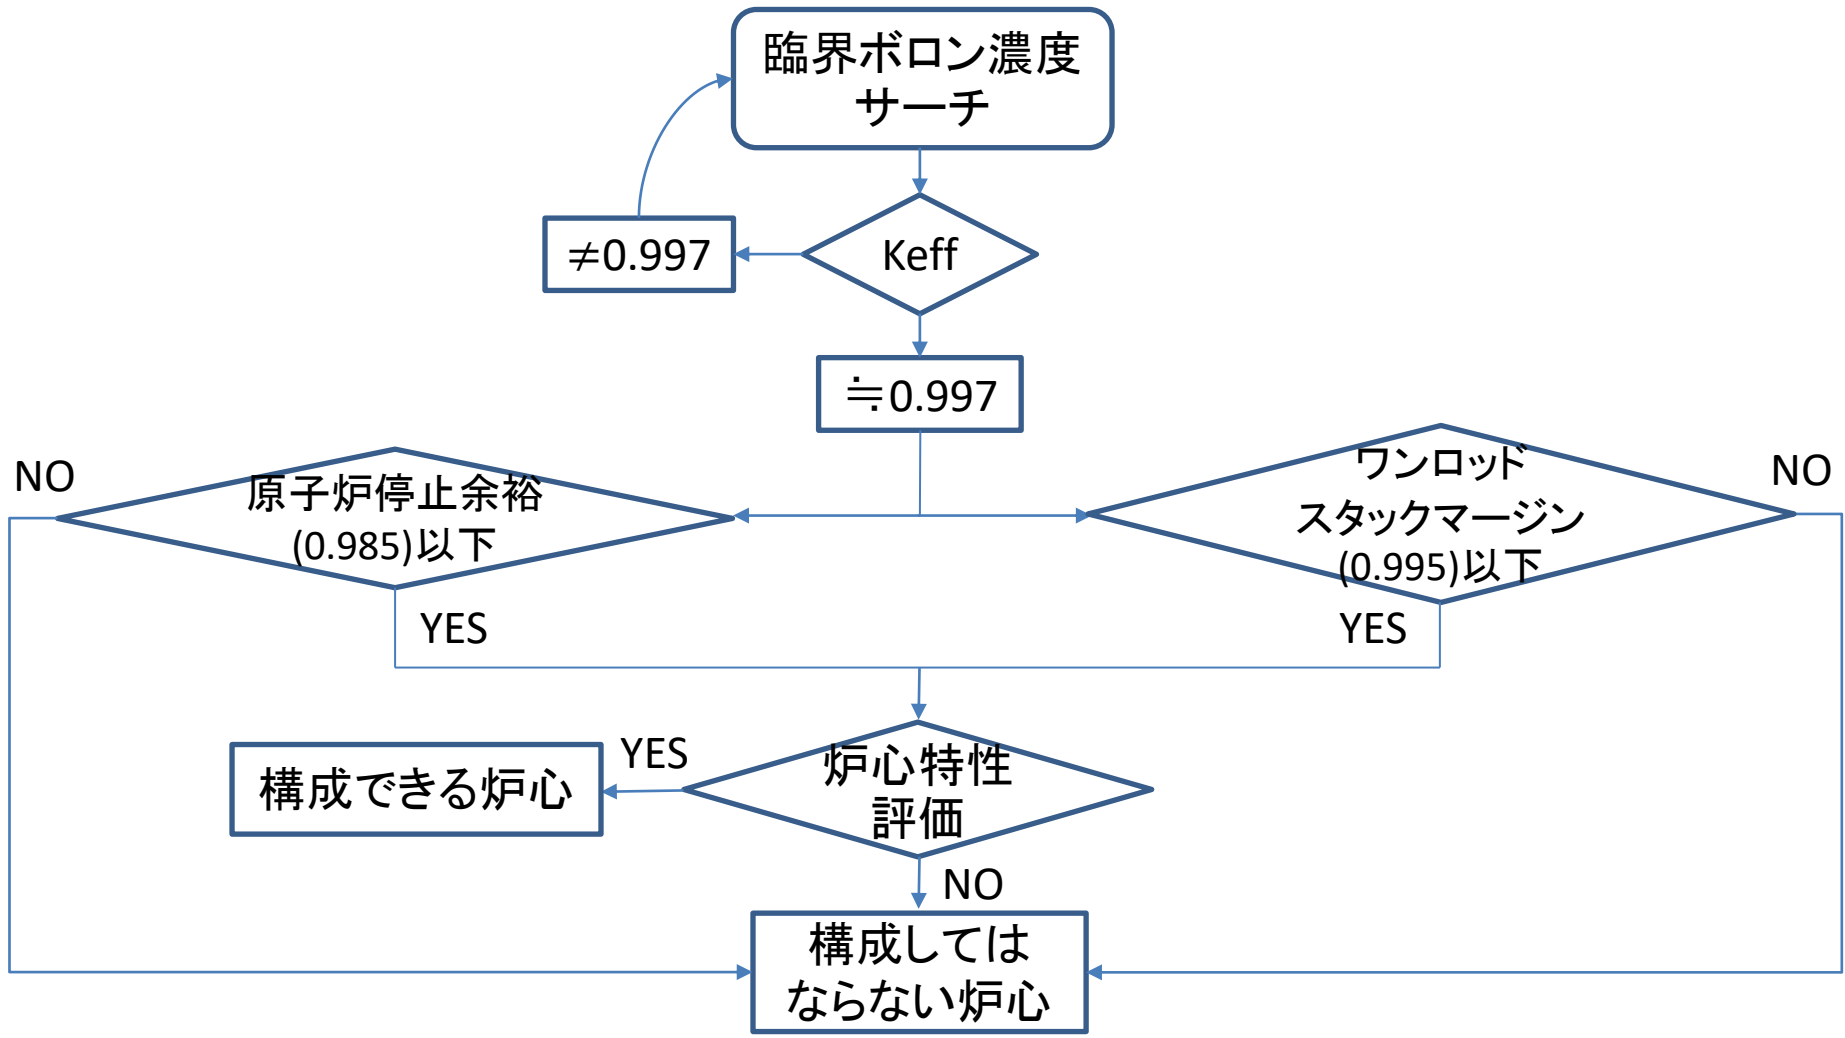 臨界ボロン濃度
サーチ
≠0.997
Keff
≒0.997
NO
原子炉停止余裕
(0.985)以下
ワンロッド
スタックマージン
(0.995)以下
NO
YES
YES
構成できる炉心
YES
炉心特性
評価
NO
構成しては
ならない炉心